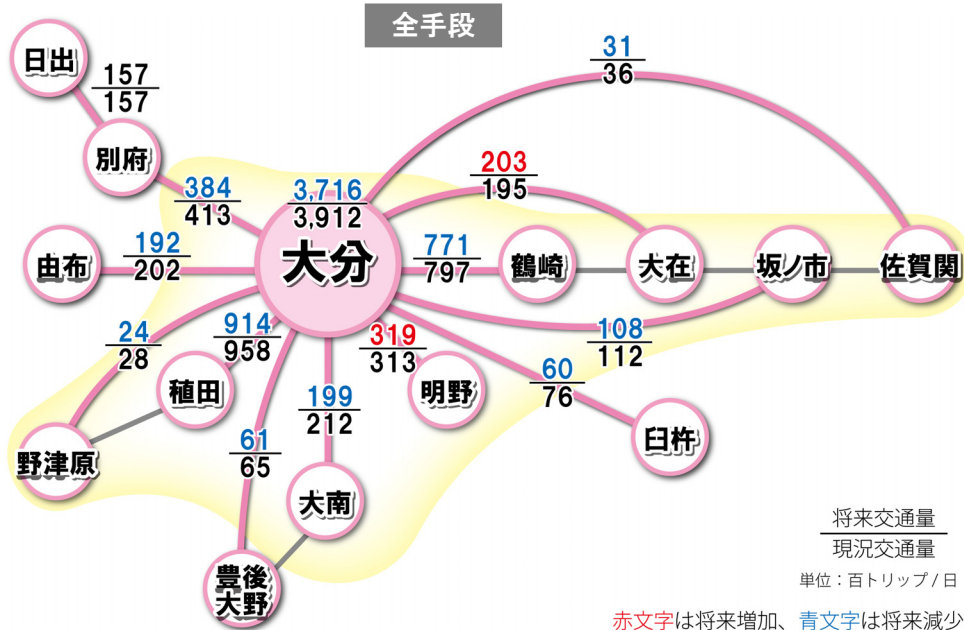 全手段
日出
157
157
別府
384
413
3,716
3,912
大分
31
36
203
195
由布
192
202
771
797
鶴崎
大在
坂ノ市
佐賀関
24
28
914
958
319
313
108
112
稙田
199
212
明野
60
76
野津原
61
65
大南
臼杵
豊後
大野
将来交通量
現況交通量
単位：百トリップ / 日
赤文字は将来増加、青文字は将来減少